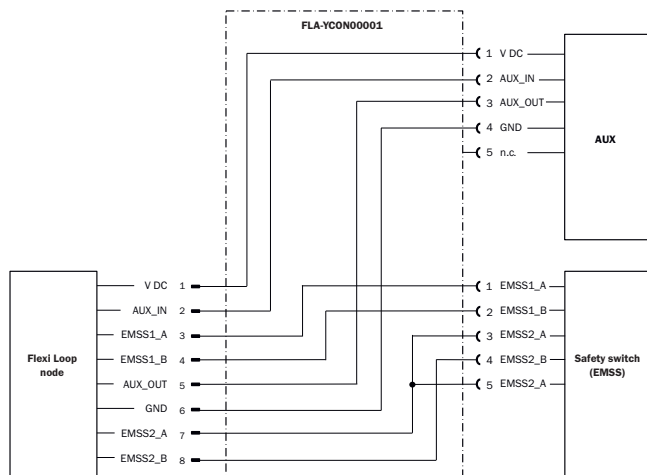 FLA-YCON00001
1 V DC
2 AUX_IN
3 AUX_OUT
4 GND
5 n.c.
AUX
V DC 1
AUX_IN 2
EMSS1_A 3
EMSS1_B 4
AUX_OUT 5
GND 6
EMSS2_A 7
EMSS2_B 8
Flexi Loop
node
1 EMSS1_A
2 EMSS1_B
3 EMSS2_A
4 EMSS2_B
5 EMSS2_A
Safety switch
(EMSS)